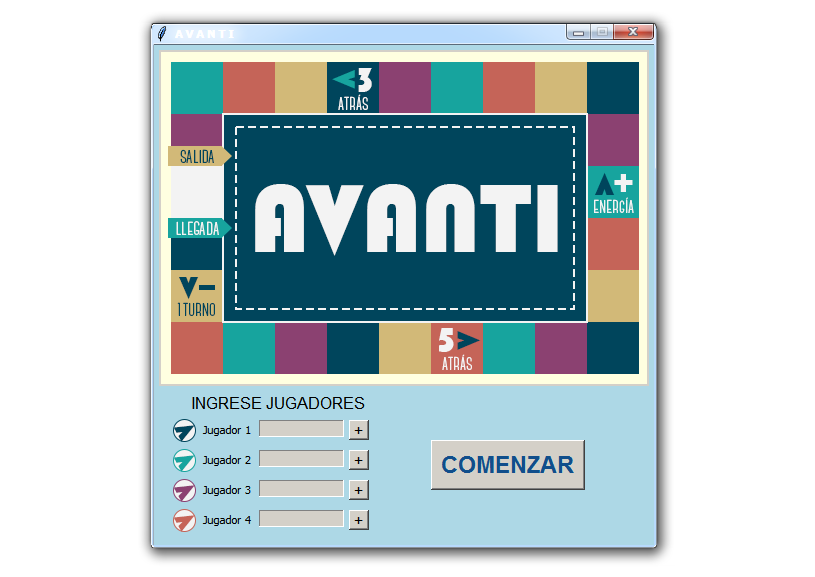 AVANTI
<3
ATRÁS
SALIDA
AVANTI
+
ENERGÍA
LLEGADA
-
1 TURNO
5>
ATRÁS
INGRESE JUGADORES
Jugador 1 +
Jugador 2 +
COMENZAR
Jugador 3 +
Jugador 4 +